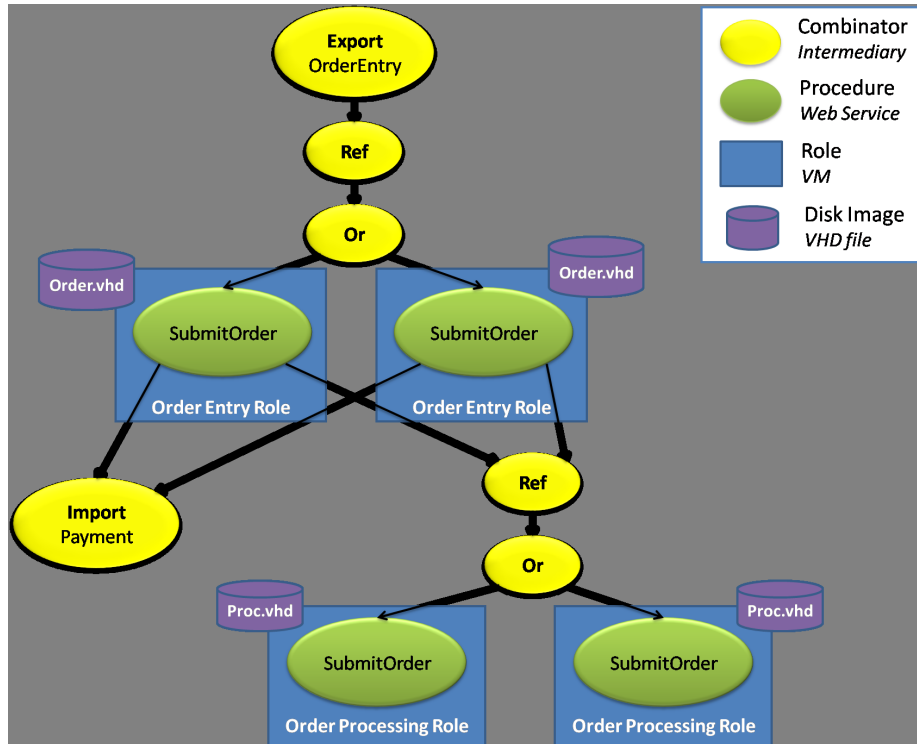 Export
OrderEntry
Ref
Or
Order.vhd
Order.vhd
SubmitOrder
SubmitOrder
Order Entry Role
Order Entry Role
Import
Payment
Ref
Or
Proc.vhd
Proc.vhd
SubmitOrder
SubmitOrder
Order Processing Role
Order Processing Role
Combinator
Intermediary
Procedure
Web Service
Role
VM
Disk Image
VHD file